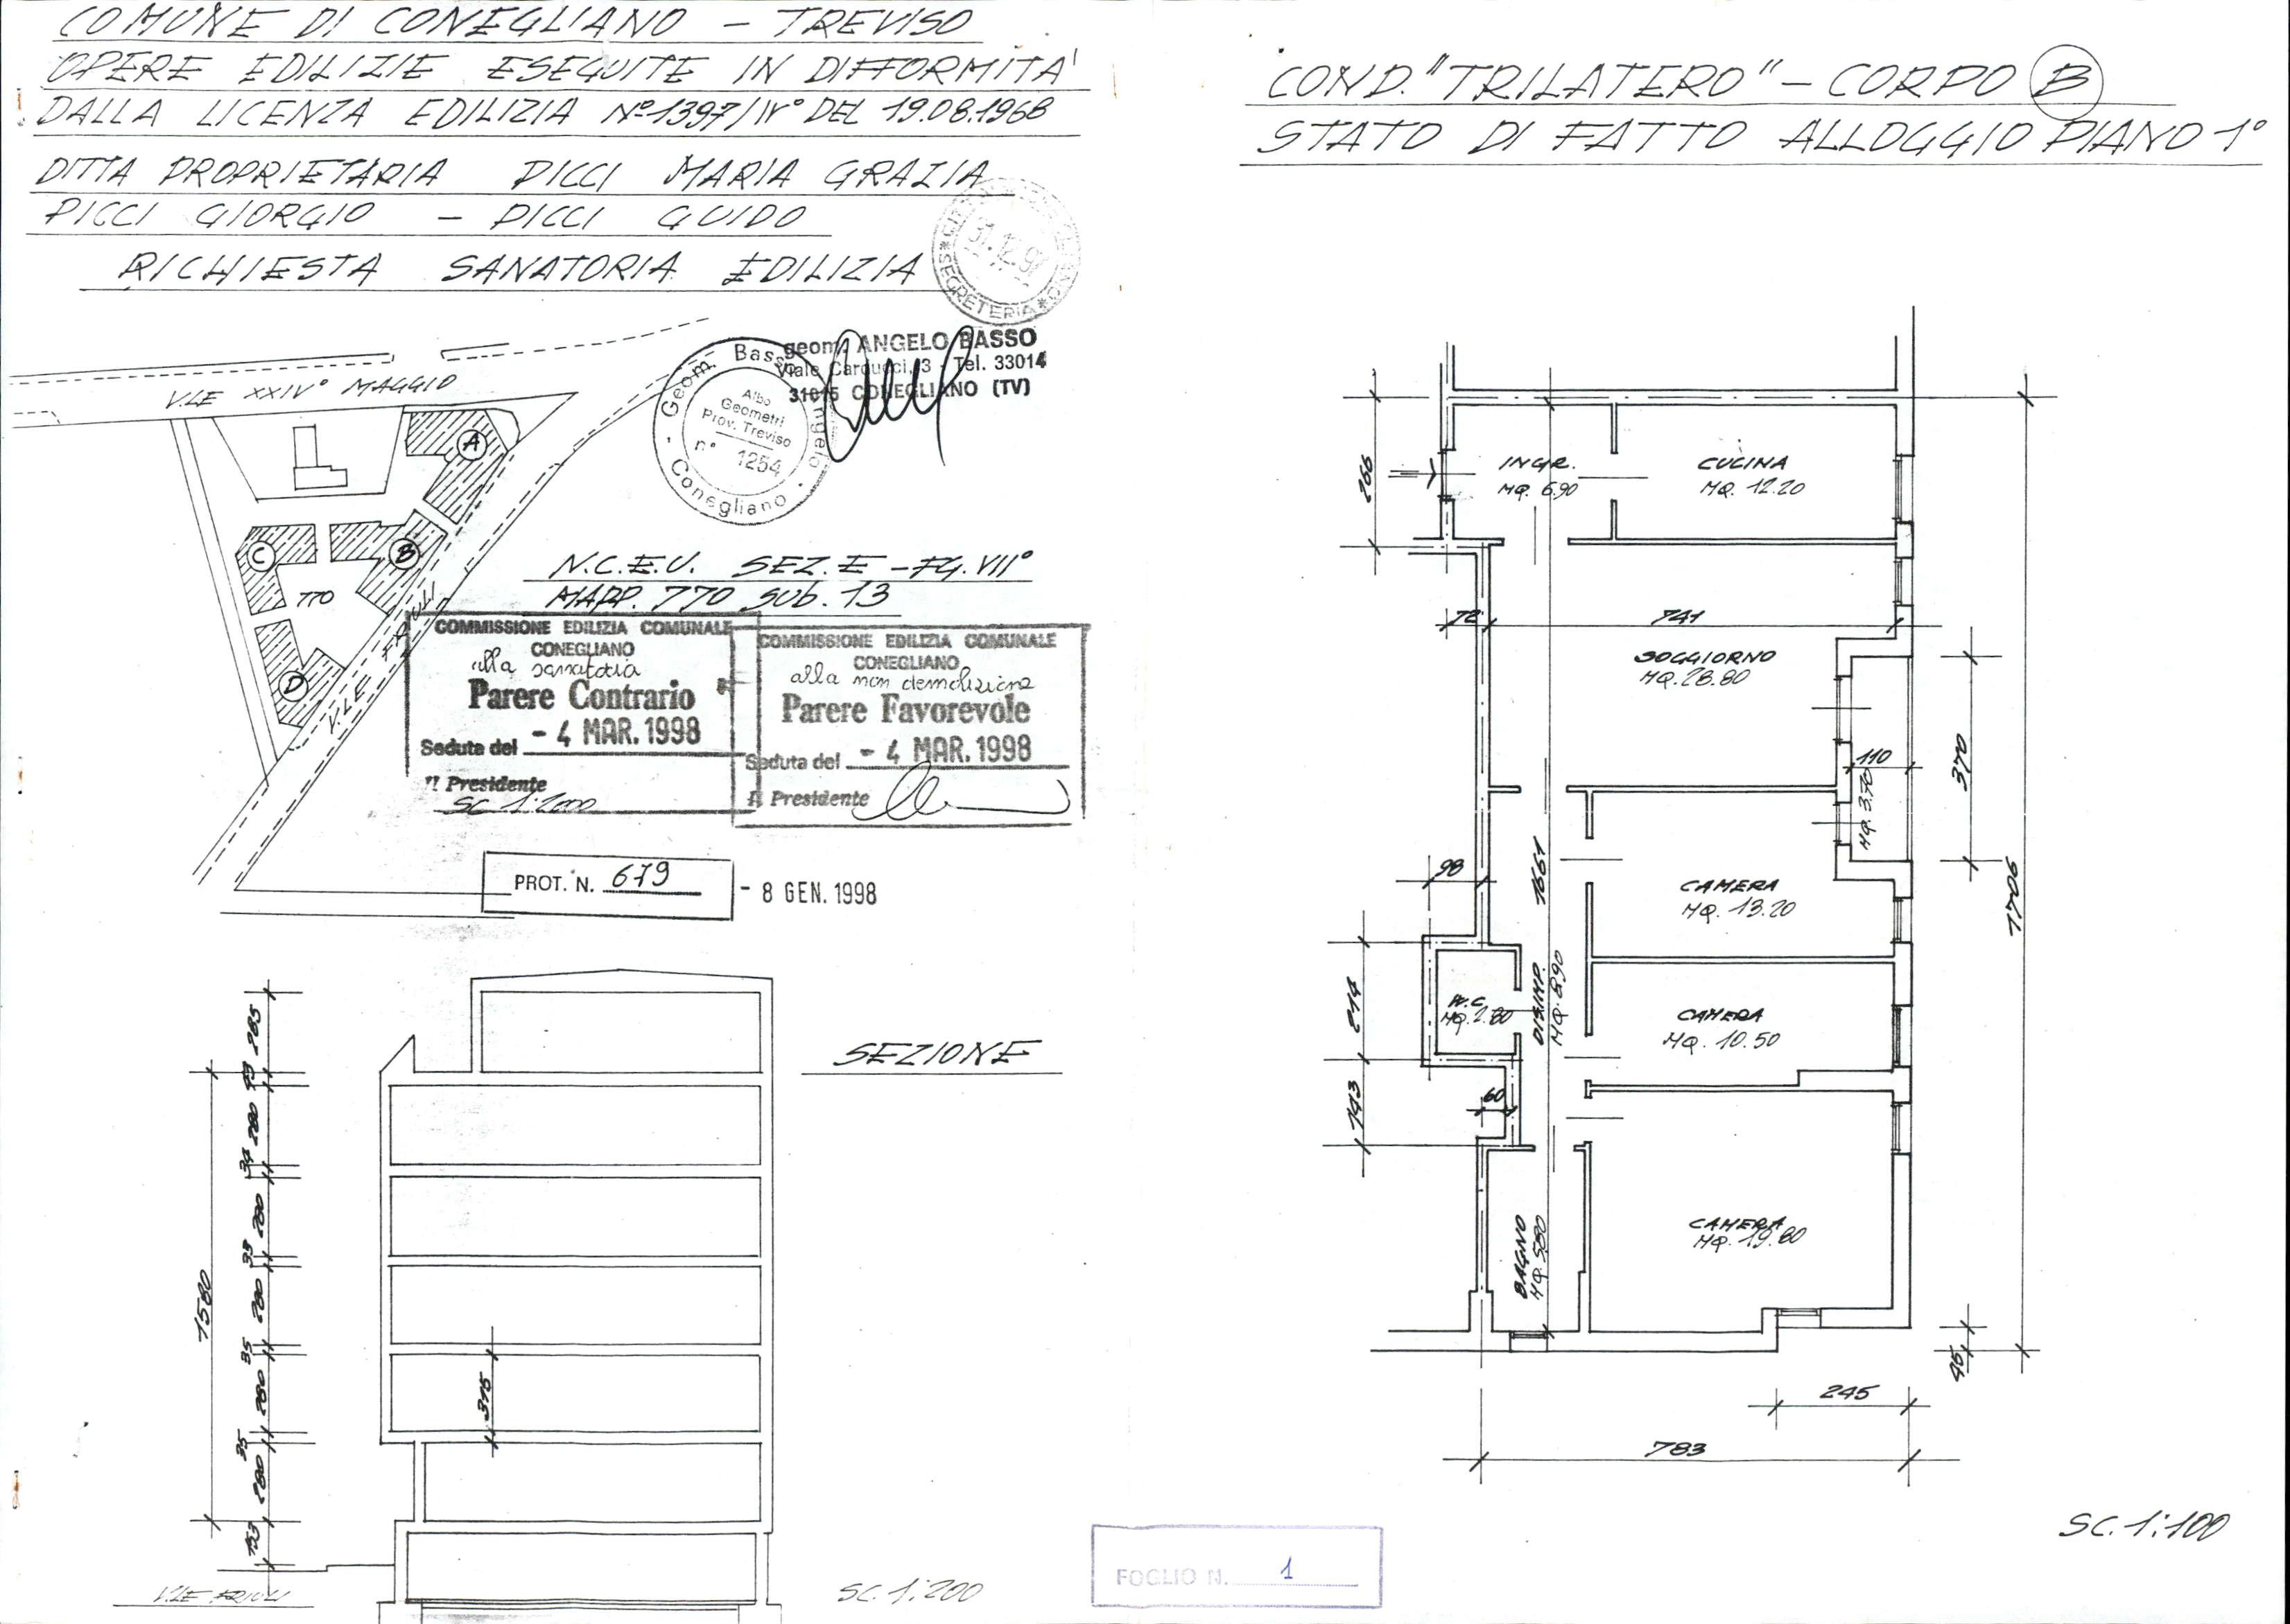 COMUNE DI CONEGLIANO - TREVISO
OPERE EDILIZIE ESEGUITE IN DIFFORMITA'
DALLA LICENZA EDILIZIA N° 1397/IV° DEL 19.08.1968
DITTA PROPRIETARIA PICCI MARIA GRAZIA
PICCI GIORGIO - PICCI GUIDO
RICHIESTA SANATORIA EDILIZIA
31.12.97
*SEGRETERIA*
geom. ANGELO BASSO
Viale Carducci, 3 - Tel. 33014
31015 CONEGLIANO (TV)
Geom. Basso Angelo
Conegliano
Albo
Geometri
Prov. Treviso
n° 1254
V.LE XXIV° MAGGIO
A
B
C
770
D
V.LE FRIULI
N.C.E.U. SEZ. E - FG. VIII°
MAPP. 770 SUB. 13
COMMISSIONE EDILIZIA COMUNALE
CONEGLIANO
alla sanatoria
Parere Contrario
Seduta del - 4 MAR. 1998
Il Presidente
SC 1:2000
COMMISSIONE EDILIZIA COMUNALE
CONEGLIANO
alla non demolizione
Parere Favorevole
Seduta del - 4 MAR. 1998
Il Presidente
PROT. N. 679
- 8 GEN. 1998
SEZIONE
265
280
34
280
35
280
35
280
35
280
153
1580
315
V.LE FRIULI
SC. 1:200
FOGLIO N. 1
COND. "TRILATERO" - CORPO B
STATO DI FATTO ALLOGGIO PIANO 1°
266
INGR.
MQ. 6.90
CUCINA
MQ. 12.20
72
741
SOGGIORNO
MQ. 28.80
110
MQ. 3.70
370
98
1661
CAMERA
MQ. 13.20
1706
214
W.C.
MQ. 2.80
DISIMP.
MQ. 8.90
CAMERA
MQ. 10.50
143
60
BAGNO
MQ. 5.80
CAMERA
MQ. 19.80
45
245
783
SC. 1:100